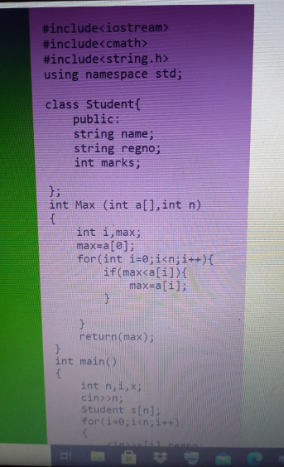 #include<iostream>
#include<cmath>
#include<string.h>
using namespace std;
class Student{
public:
string name;
string regno;
int marks;
};
int Max (int a[],int n)
{
int i,max;
max=a[0];
for(int i=0;i<n;i++){
if(max<a[i]){
max=a[i];
}
}
return(max);
}
int main()
{
int n,i,x;
cin>>n;
Student s[n];
for(i=0;i<n;i++)
{